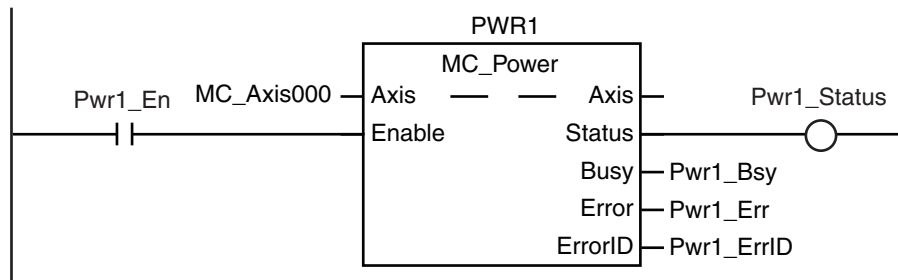 PWR1
MC_Power
Pwr1_En
MC_Axis000
Axis
Axis
Pwr1_Status
Enable
Status
Busy
Pwr1_Bsy
Error
Pwr1_Err
ErrorID
Pwr1_ErrID